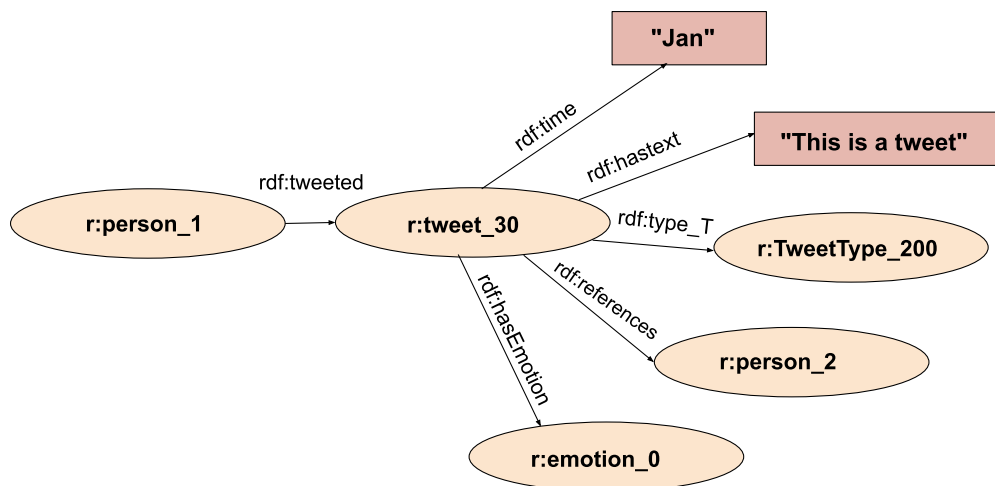 "Jan"
rdf:time
rdf:hastext
"This is a tweet"
rdf:tweeted
r:person_1
r:tweet_30
rdf:type_T
r:TweetType_200
rdf:references
rdf:hasEmotion
r:person_2
r:emotion_0